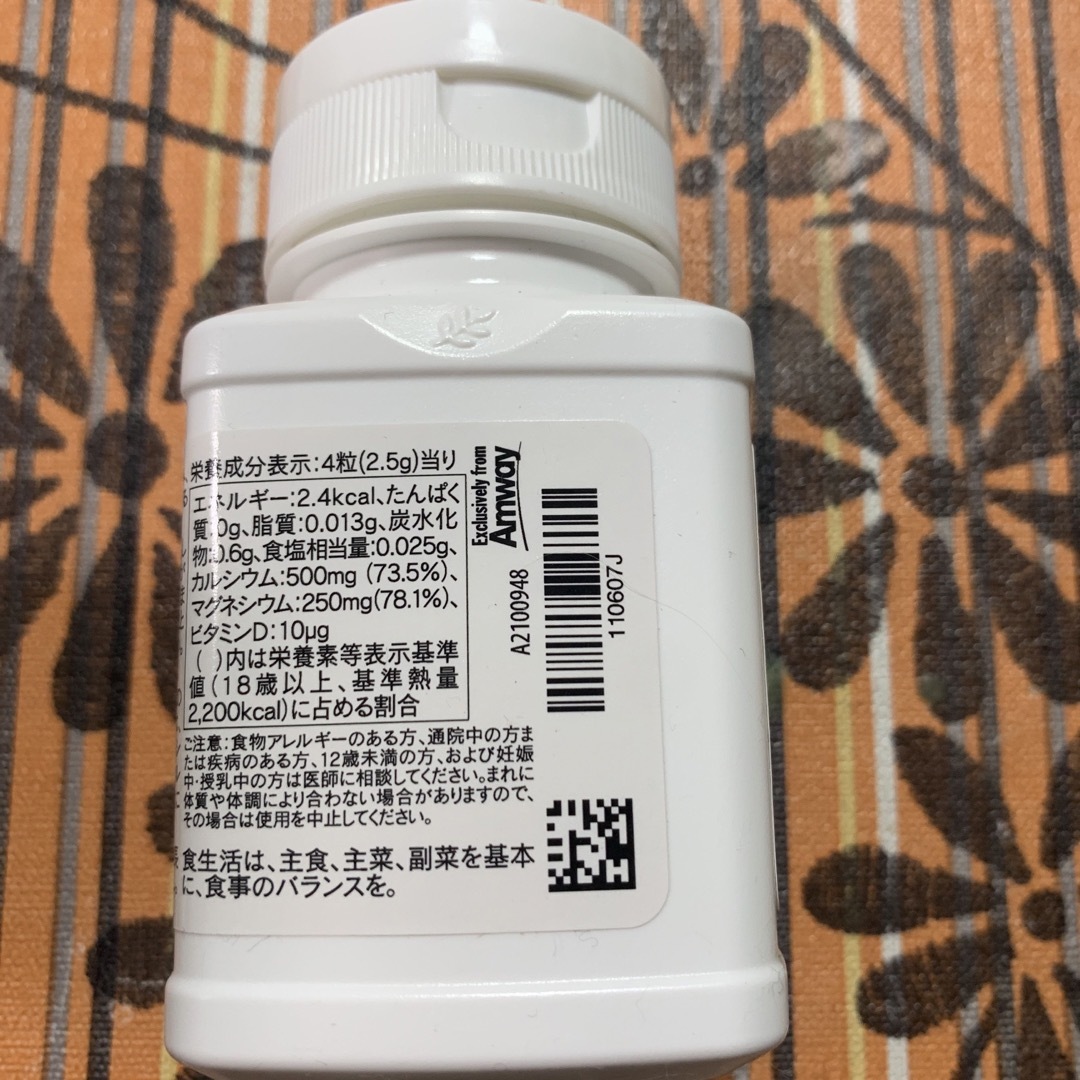 栄養成分表示:4粒(2.5g)当り
エネルギー:2.4kcal、たんぱく
質:0g、脂質:0.013g、炭水化
物:0.6g、食塩相当量:0.025g、
カルシウム:500mg (73.5%)、
マグネシウム:250mg(78.1%)、
ビタミンD:10μg
( )内は栄養素等表示基準
値(18歳以上、基準熱量
2,200kcal)に占める割合
ご注意:食物アレルギーのある方、通院中の方ま
たは疾病のある方、12歳未満の方、および妊娠
中・授乳中の方は医師に相談してください。まれに
体質や体調により合わない場合がありますので、
その場合は使用を中止してください。
食生活は、主食、主菜、副菜を基本
に、食事のバランスを。
Exclusively from
Amway
A2100948
110607J